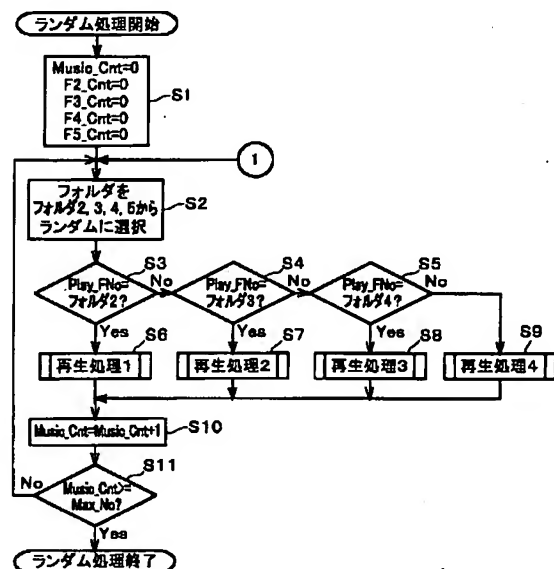 ランダム処理開始
Music_Cnt=0
F2_Cnt=0
F3_Cnt=0
F4_Cnt=0
F5_Cnt=0
S1
1
フォルダを
フォルダ2, 3, 4, 5から
ランダムに選択
S2
S3
Play_FNo=
フォルダ2?
No
Yes
S4
Play_FNo=
フォルダ3?
No
Yes
S5
Play_FNo=
フォルダ4?
No
Yes
S6
再生処理1
S7
再生処理2
S8
再生処理3
S9
再生処理4
Music_Cnt=Music_Cnt+1
S10
S11
Music_Cnt>=
Max_No?
No
Yes
ランダム処理終了